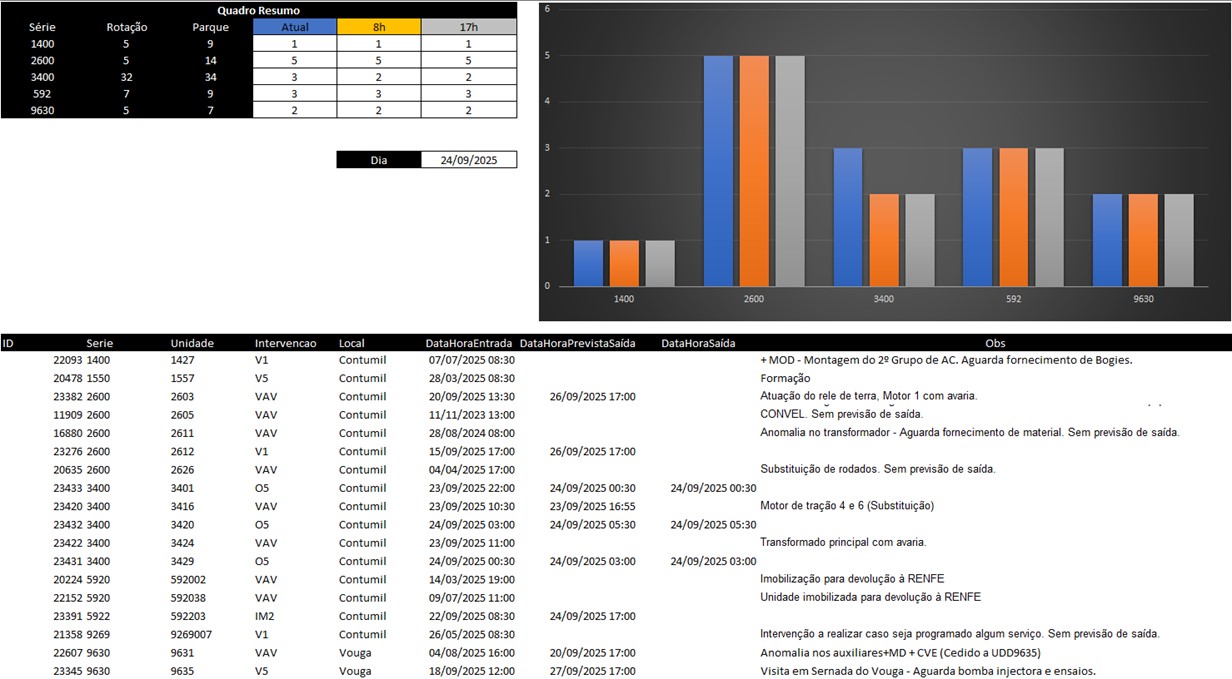 Quadro Resumo
Série Rotação Parque Atual 8h 17h
1400 5 9 1 1 1
2600 5 14 5 5 5
3400 32 34 3 2 2
592 7 9 3 3 3
9630 5 7 2 2 2
Dia 24/09/2025
6
5
4
3
2
1
0
1400 2600 3400 592 9630
ID Serie Unidade Intervencao Local DataHoraEntrada DataHoraPrevistaSaída DataHoraSaída Obs
22093 1400 1427 V1 Contumil 07/07/2025 08:30 + MOD - Montagem do 2º Grupo de AC. Aguarda fornecimento de Bogies.
20478 1550 1557 V5 Contumil 28/03/2025 08:30 Formação
23382 2600 2603 VAV Contumil 20/09/2025 13:30 26/09/2025 17:00 Atuação do rele de terra, Motor 1 com avaria.
11909 2600 2605 VAV Contumil 11/11/2023 13:00 CONVEL. Sem previsão de saída.
16880 2600 2611 VAV Contumil 28/08/2024 08:00 Anomalia no transformador - Aguarda fornecimento de material. Sem previsão de saída.
23276 2600 2612 V1 Contumil 15/09/2025 17:00 26/09/2025 17:00
20635 2600 2626 VAV Contumil 04/04/2025 17:00 Substituição de rodados. Sem previsão de saída.
23433 3400 3401 O5 Contumil 23/09/2025 22:00 24/09/2025 00:30 24/09/2025 00:30
23420 3400 3416 VAV Contumil 23/09/2025 10:30 23/09/2025 16:55 Motor de tração 4 e 6 (Substituição)
23432 3400 3420 O5 Contumil 24/09/2025 03:00 24/09/2025 05:30 24/09/2025 05:30
23422 3400 3424 VAV Contumil 23/09/2025 11:00 Transformado principal com avaria.
23431 3400 3429 O5 Contumil 24/09/2025 00:30 24/09/2025 03:00 24/09/2025 03:00
20224 5920 592002 VAV Contumil 14/03/2025 19:00 Imobilização para devolução à RENFE
22152 5920 592038 VAV Contumil 09/07/2025 11:00 Unidade imobilizada para devolução à RENFE
23391 5922 592203 IM2 Contumil 22/09/2025 08:30 24/09/2025 17:00
21358 9269 9269007 V1 Contumil 26/05/2025 08:30 Intervenção a realizar caso seja programado algum serviço. Sem previsão de saída.
22607 9630 9631 VAV Vouga 04/08/2025 16:00 20/09/2025 17:00 Anomalia nos auxiliares+MD + CVE (Cedido a UDD9635)
23345 9630 9635 V5 Vouga 18/09/2025 12:00 27/09/2025 17:00 Visita em Sernada do Vouga - Aguarda bomba injectora e ensaios.